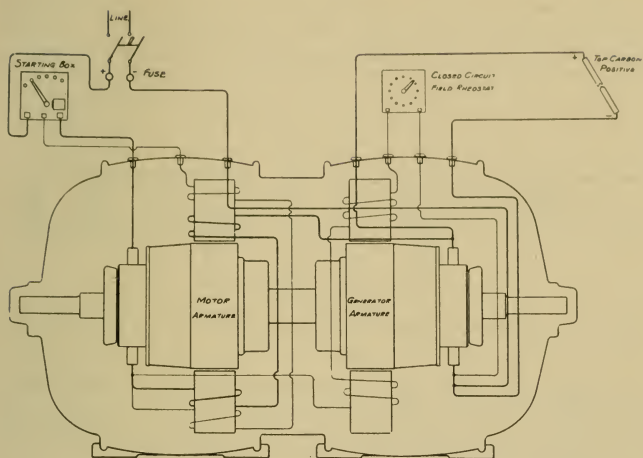 LINE
STARTING BOX
+
-
FUSE
CLOSED CIRCUIT
FIELD RHEOSTAT
+
TOP CARBON
POSITIVE
-
MOTOR
ARMATURE
GENERATOR
ARMATURE